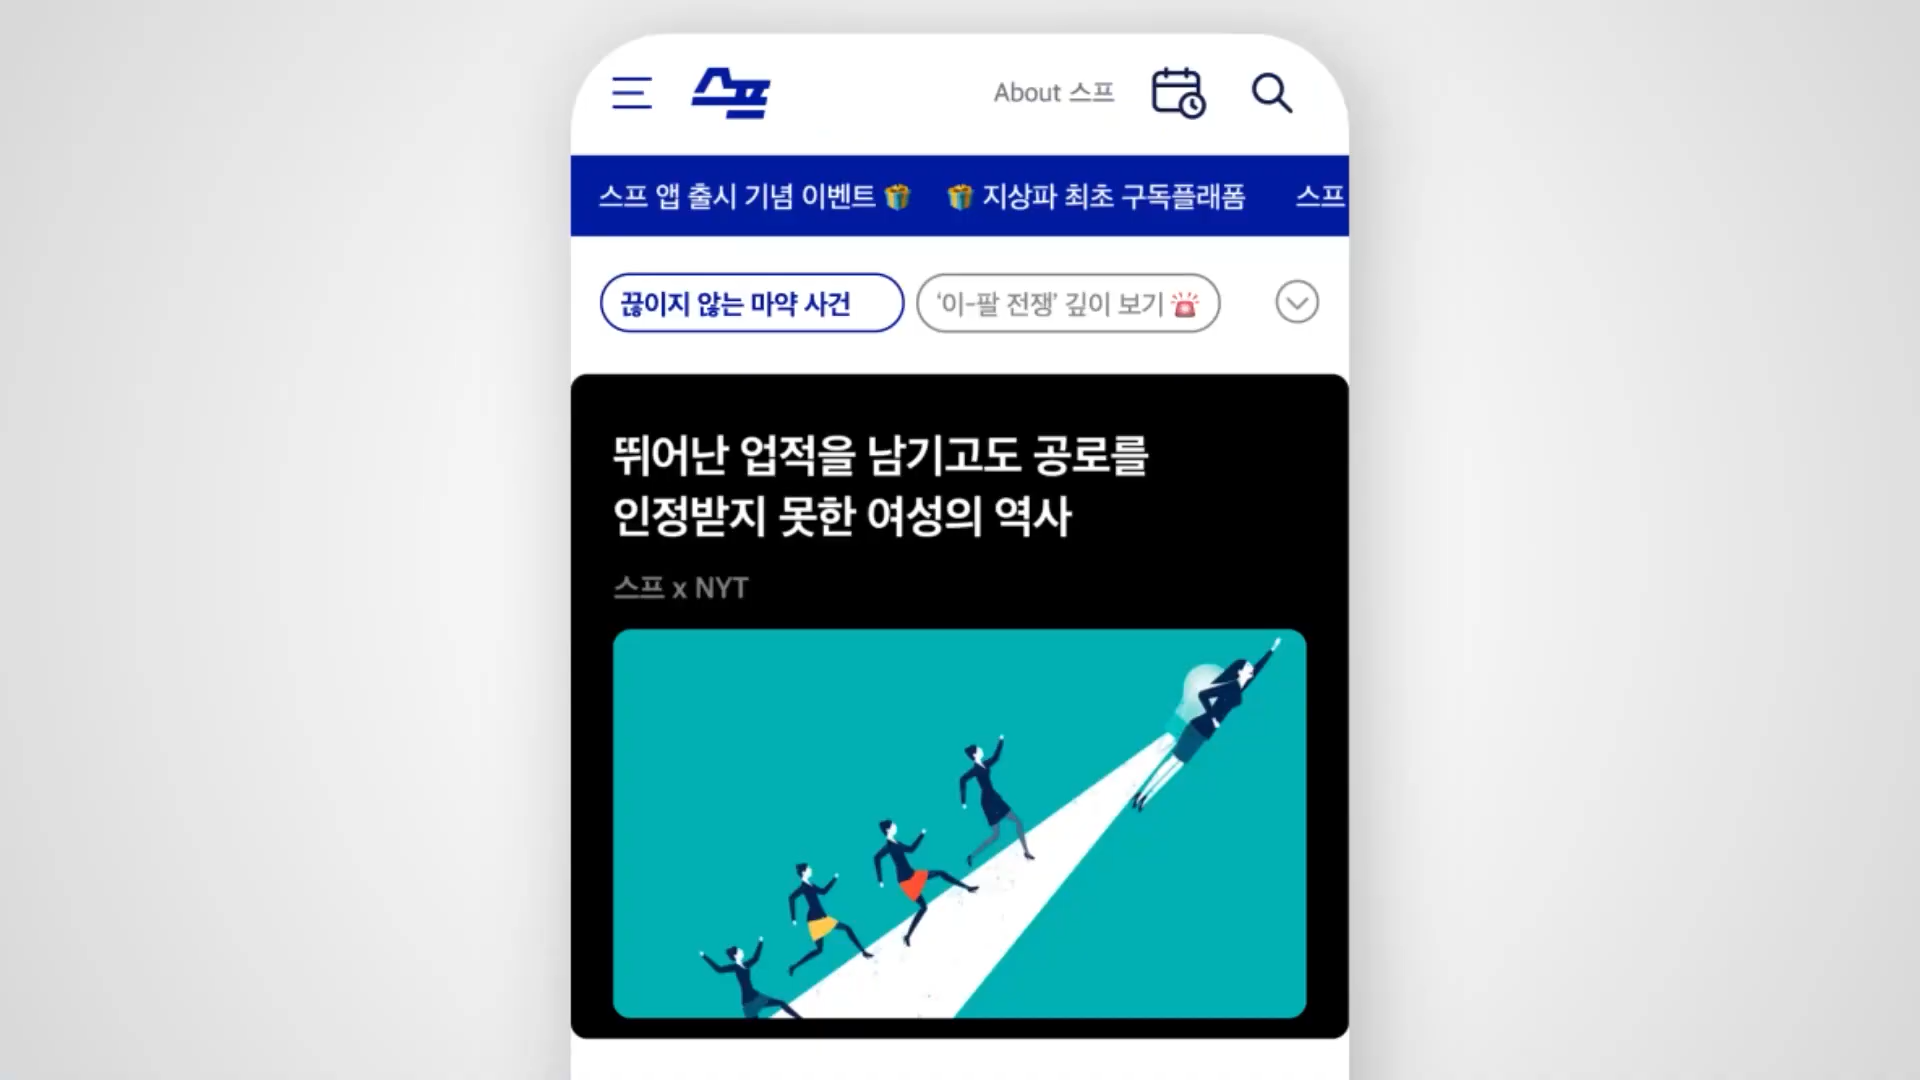 스프
About 스프
스프 앱 출시 기념 이벤트 🎁 🎁 지상파 최초 구독플래폼 스프
끊이지 않는 마약 사건
‘이-팔 전쟁’ 깊이 보기 🚨
뛰어난 업적을 남기고도 공로를
인정받지 못한 여성의 역사
스프 x NYT